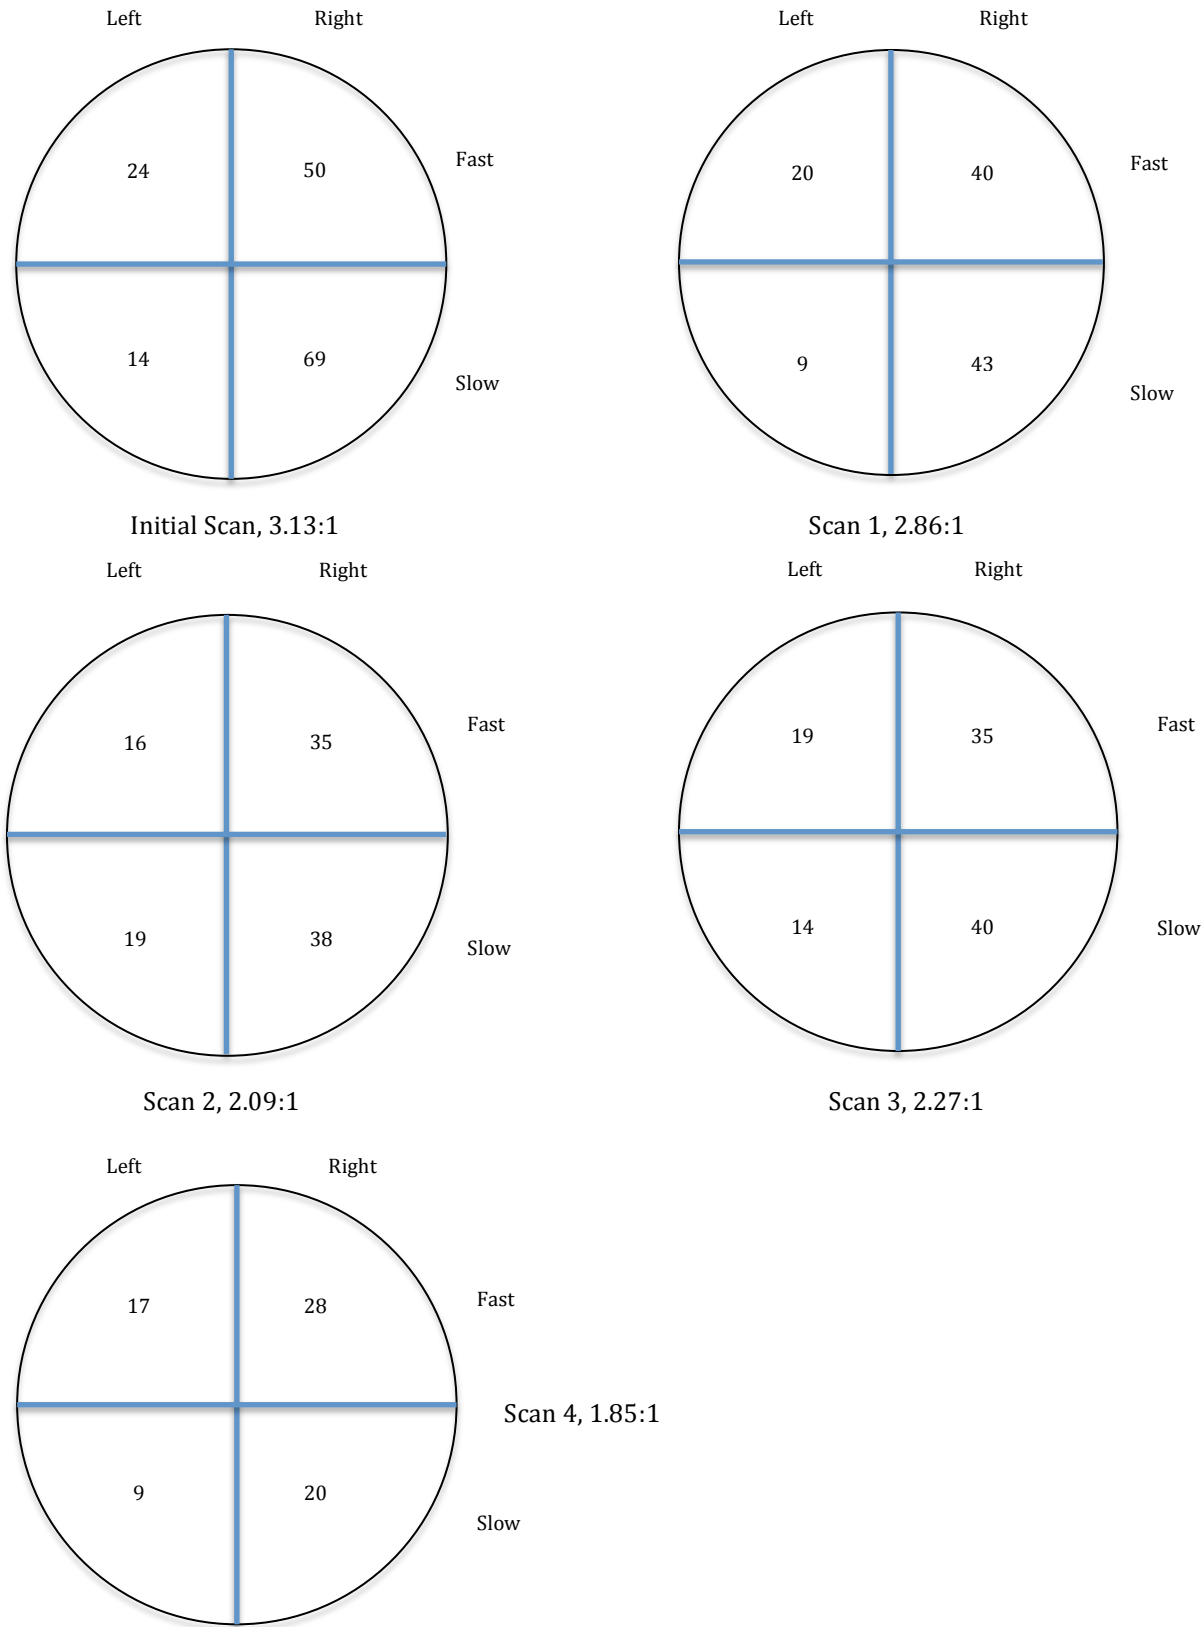 Left Right
24 50 Fast
14 69 Slow
Initial Scan, 3.13:1
Left Right
20 40 Fast
9 43 Slow
Scan 1, 2.86:1
Left Right
16 35 Fast
19 38 Slow
Scan 2, 2.09:1
Left Right
19 35 Fast
14 40 Slow
Scan 3, 2.27:1
Left Right
17 28 Fast
Scan 4, 1.85:1
9 20 Slow